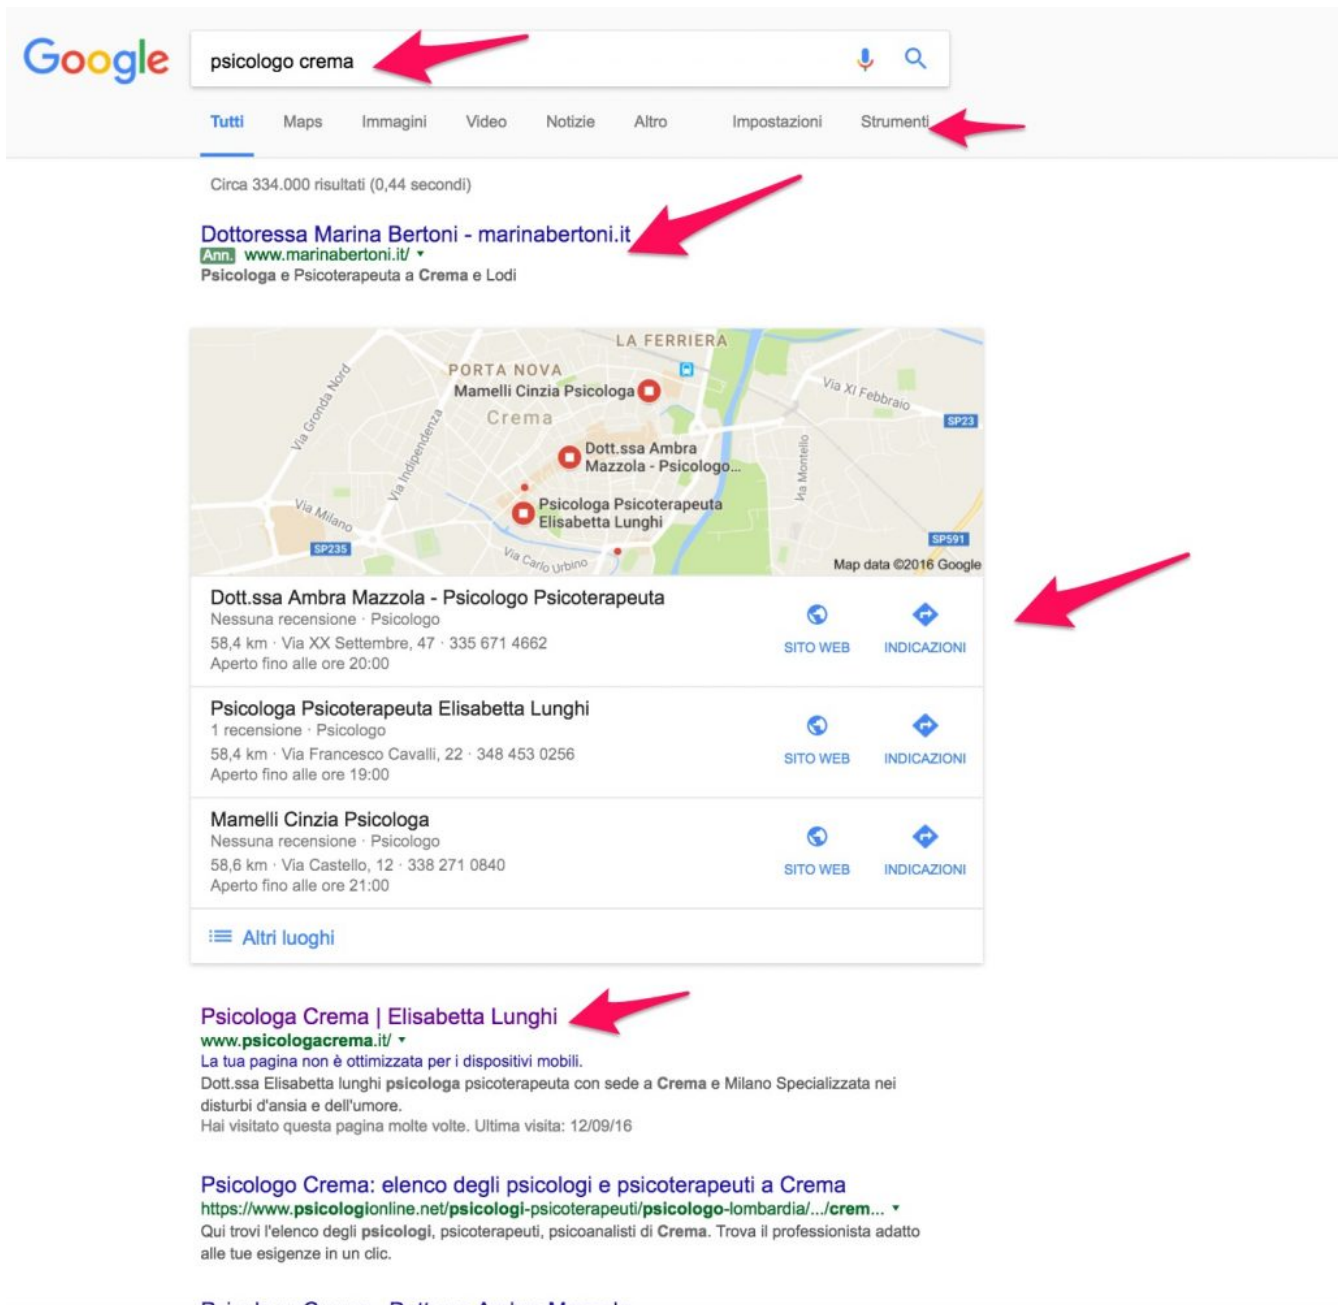 Google
psicologo crema
Tutti Maps Immagini Video Notizie Altro Impostazioni Strumenti
Circa 334.000 risultati (0,44 secondi)
Dottoressa Marina Bertoni - marinabertoni.it
Ann. www.marinabertoni.it/
Psicologa e Psicoterapeuta a Crema e Lodi
LA FERRIERA
PORTA NOVA
Mamelli Cinzia Psicologa
Crema
Via Gronda Nord
Via Indipendenza
Via XI Febbraio
SP23
Dott.ssa Ambra
Mazzola - Psicologo...
Via Montello
Psicologa Psicoterapeuta
Elisabetta Lunghi
Via Milano
SP235
Via Carlo Urbino
SP591
Map data ©2016 Google
Dott.ssa Ambra Mazzola - Psicologo Psicoterapeuta
Nessuna recensione · Psicologo
58,4 km · Via XX Settembre, 47 · 335 671 4662
Aperto fino alle ore 20:00
SITO WEB INDICAZIONI
Psicologa Psicoterapeuta Elisabetta Lunghi
1 recensione · Psicologo
58,4 km · Via Francesco Cavalli, 22 · 348 453 0256
Aperto fino alle ore 19:00
SITO WEB INDICAZIONI
Mamelli Cinzia Psicologa
Nessuna recensione · Psicologo
58,6 km · Via Castello, 12 · 338 271 0840
Aperto fino alle ore 21:00
SITO WEB INDICAZIONI
Altri luoghi
Psicologa Crema | Elisabetta Lunghi
www.psicologacrema.it/
La tua pagina non è ottimizzata per i dispositivi mobili.
Dott.ssa Elisabetta lunghi psicologa psicoterapeuta con sede a Crema e Milano Specializzata nei
disturbi d'ansia e dell'umore.
Hai visitato questa pagina molte volte. Ultima visita: 12/09/16
Psicologo Crema: elenco degli psicologi e psicoterapeuti a Crema
https://www.psicologionline.net/psicologi-psicoterapeuti/psicologo-lombardia/.../crem...
Qui trovi l'elenco degli psicologi, psicoterapeuti, psicoanalisti di Crema. Trova il professionista adatto
alle tue esigenze in un clic.